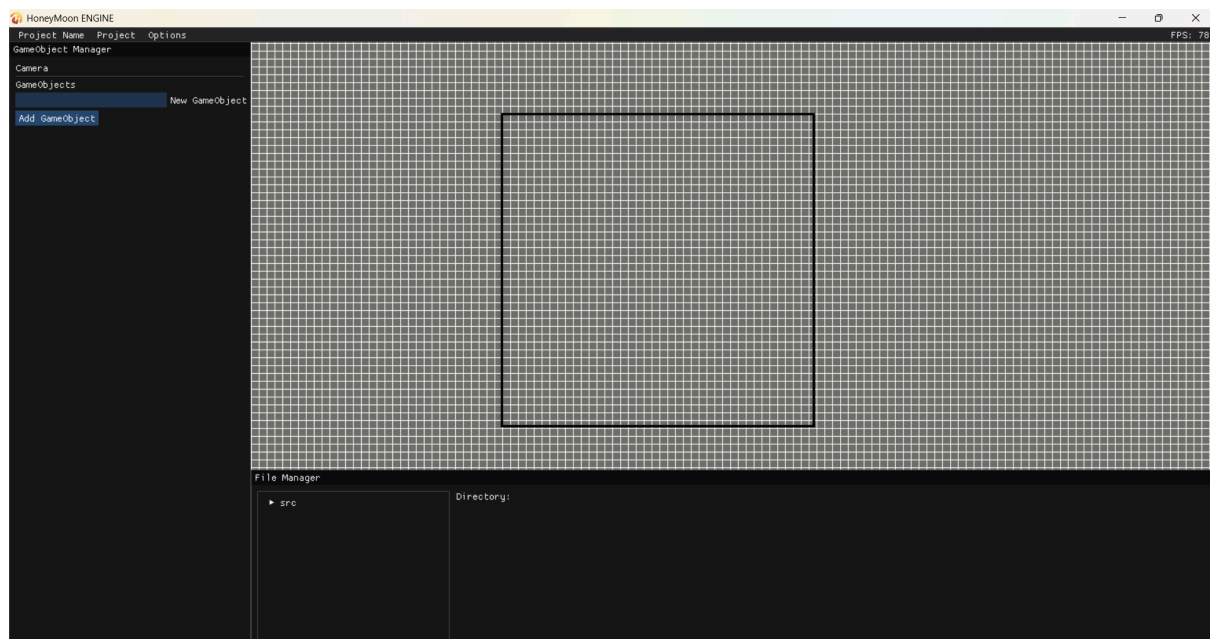 HoneyMoon ENGINE
Project Name Project Options FPS: 78
GameObject Manager
Camera
GameObjects
New GameObject
Add GameObject
File Manager
src
Directory: